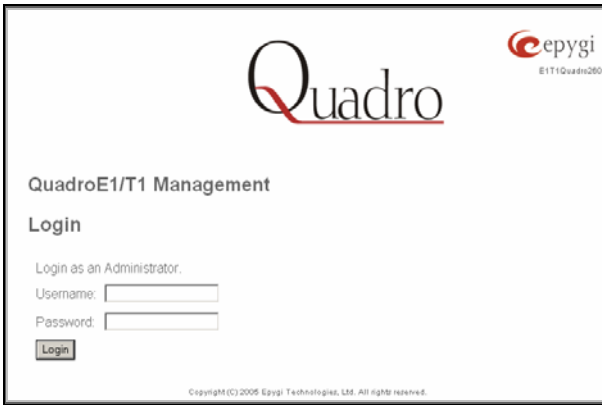 Quadro
epygi
E1T1Quadro260
QuadroE1/T1 Management
Login
Login as an Administrator.
Username:
Password:
Login
Copyright (C) 2005 Epygi Technologies, Ltd. All rights reserved.